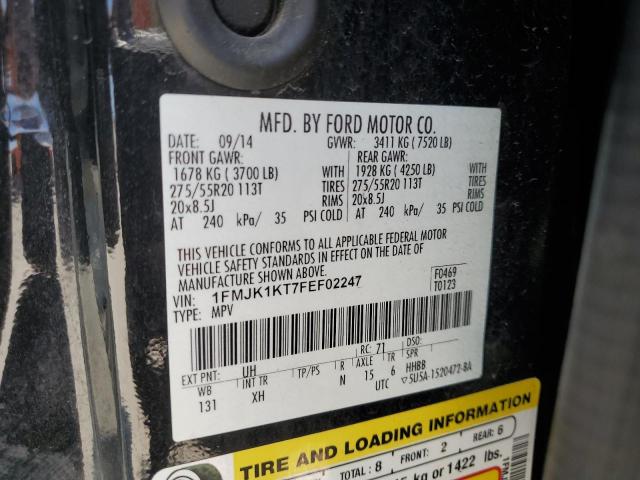 MFD. BY FORD MOTOR CO.
DATE: 09/14 GVWR: 3411 KG ( 7520 LB)
FRONT GAWR: REAR GAWR:
1678 KG ( 3700 LB) WITH 1928 KG ( 4250 LB) WITH
275/55R20 113T TIRES 275/55R20 113T TIRES
20x8.5J RIMS 20x8.5J RIMS
AT 240 kPa/ 35 PSI COLD AT 240 kPa/ 35 PSI COLD
THIS VEHICLE CONFORMS TO ALL APPLICABLE FEDERAL MOTOR
VEHICLE SAFETY STANDARDS IN EFFECT ON THE DATE OF
MANUFACTURE SHOWN ABOVE.
VIN: 1FMJK1KT7FEF02247 F0469
TYPE: MPV T0123
EXT PNT: UH RC: 71 DSO:
WB INT TR TP/PS R AXLE TR SPR
131 XH N 15 6 HHBB
UTC ▽5U5A-1520472-BA
TIRE AND LOADING INFORMATION
TOTAL : 8 FRONT: 2 REAR: 6
kg or 1422 lbs.